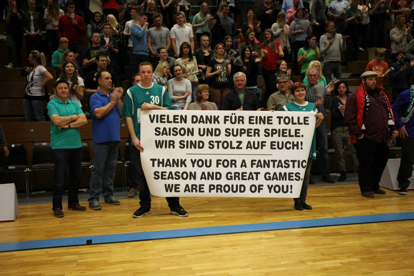 30
VIELEN DANK FÜR EINE TOLLE
SAISON UND SUPER SPIELE.
WIR SIND STOLZ AUF EUCH!
THANK YOU FOR A FANTASTIC
SEASON AND GREAT GAMES.
WE ARE PROUD OF YOU!